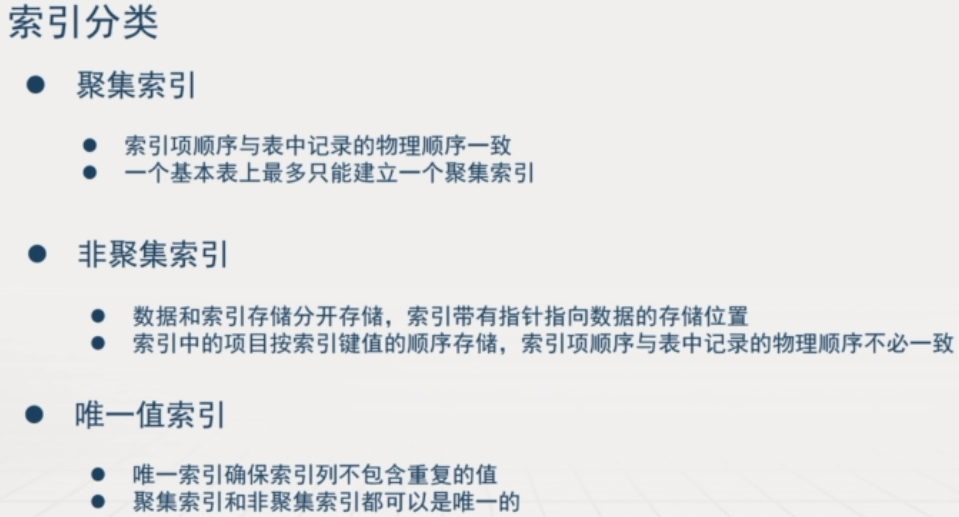 索引分类
聚集索引
索引项顺序与表中记录的物理顺序一致
一个基本表上最多只能建立一个聚集索引
非聚集索引
数据和索引存储分开存储，索引带有指针指向数据的存储位置
索引中的项目按索引键值的顺序存储，索引项顺序与表中记录的物理顺序不必一致
唯一值索引
唯一索引确保索引列不包含重复的值
聚集索引和非聚集索引都可以是唯一的